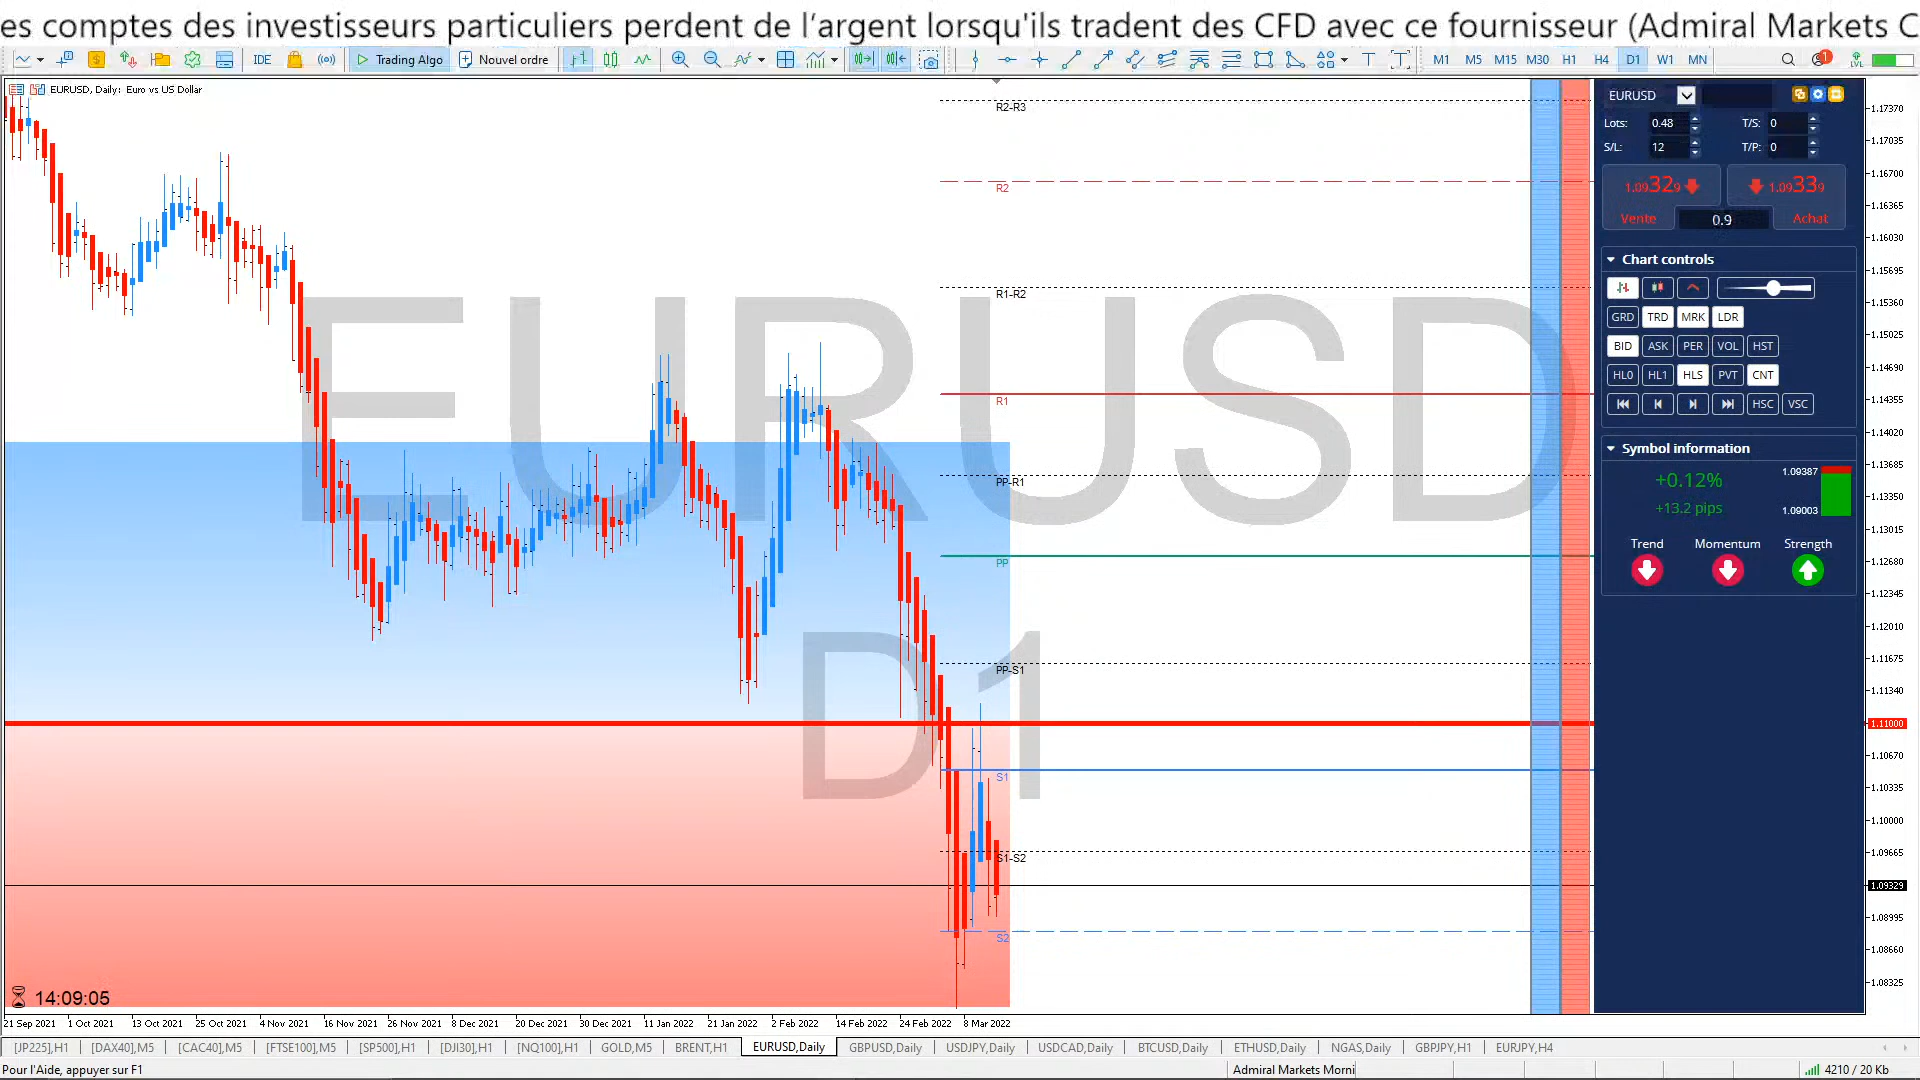 es comptes des investisseurs particuliers perdent de l’argent lorsqu'ils tradent des CFD avec ce fournisseur (Admiral Markets C
IDE Trading Algo Nouvel ordre M1 M5 M15 M30 H1 H4 D1 W1 MN 1 LVL
EURUSD, Daily: Euro vs US Dollar
EURUSD
D1
R2-R3
R2
R1-R2
R1
PP-R1
PP
PP-S1
S1
S1-S2
S2
14:09:05
21 Sep 2021 1 Oct 2021 13 Oct 2021 25 Oct 2021 4 Nov 2021 16 Nov 2021 26 Nov 2021 8 Dec 2021 20 Dec 2021 30 Dec 2021 11 Jan 2022 21 Jan 2022 2 Feb 2022 14 Feb 2022 24 Feb 2022 8 Mar 2022
EURUSD
Lots: 0.48 T/S: 0
S/L: 12 T/P: 0
1.09329 1.09339
Vente 0.9 Achat
Chart controls
GRD TRD MRK LDR
BID ASK PER VOL HST
HL0 HL1 HLS PVT CNT
HSC VSC
Symbol information
+0.12% 1.09387
+13.2 pips 1.09003
Trend Momentum Strength
1.17370
1.17035
1.16700
1.16365
1.16030
1.15695
1.15360
1.15025
1.14690
1.14355
1.14020
1.13685
1.13350
1.13015
1.12680
1.12345
1.12010
1.11675
1.11340
1.11000
1.10670
1.10335
1.10000
1.09665
1.09329
1.08995
1.08660
1.08325
[JP225],H1 [DAX40],M5 [CAC40],M5 [FTSE100],M5 [SP500],H1 [DJI30],H1 [NQ100],H1 GOLD,M5 BRENT,H1 EURUSD,Daily GBPUSD,Daily USDJPY,Daily USDCAD,Daily BTCUSD,Daily ETHUSD,Daily NGAS,Daily GBPJPY,H1 EURJPY,H4
Pour l'Aide, appuyer sur F1 Admiral Markets Morni 4210 / 20 Kb